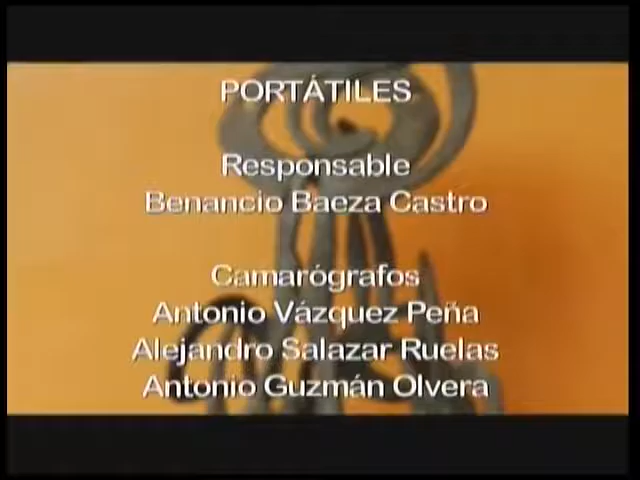 PORTÁTILES
Responsable
Benancio Baeza Castro
Camarógrafos
Antonio Vázquez Peña
Alejandro Salazar Ruelas
Antonio Guzmán Olvera